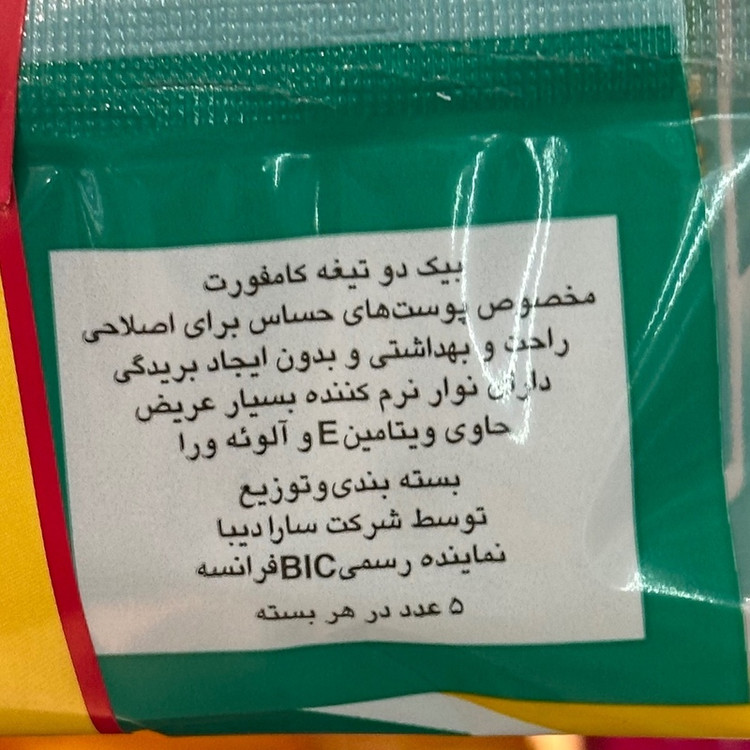 بیک دو تیغه کامفورت
مخصوص پوست‌های حساس برای اصلاحی
راحت و بهداشتی و بدون ایجاد بریدگی
دارای نوار نرم کننده بسیار عریض
حاوی ویتامین E و آلوئه ورا
بسته بندی و توزیع
توسط شرکت سارا دیبا
نماینده رسمی BIC فرانسه
۵ عدد در هر بسته